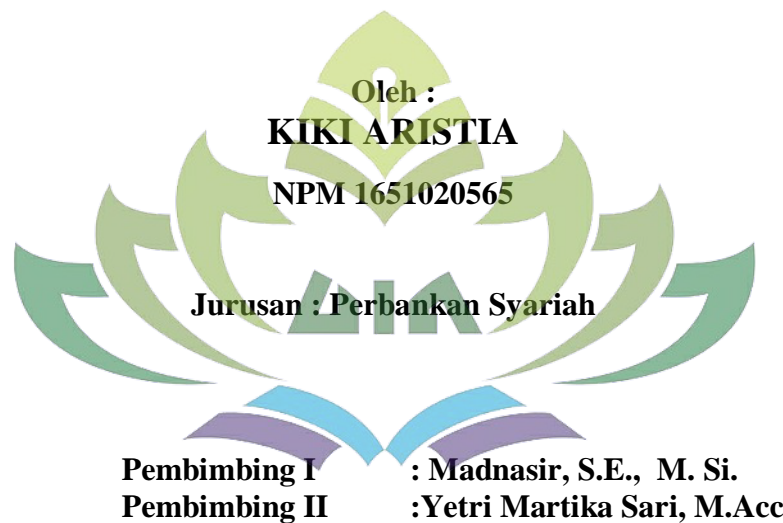 Oleh :
KIKI ARISTIA
NPM 1651020565
Jurusan : Perbankan Syariah
Pembimbing I : Madnasir, S.E., M. Si.
Pembimbing II :Yetri Martika Sari, M.Acc